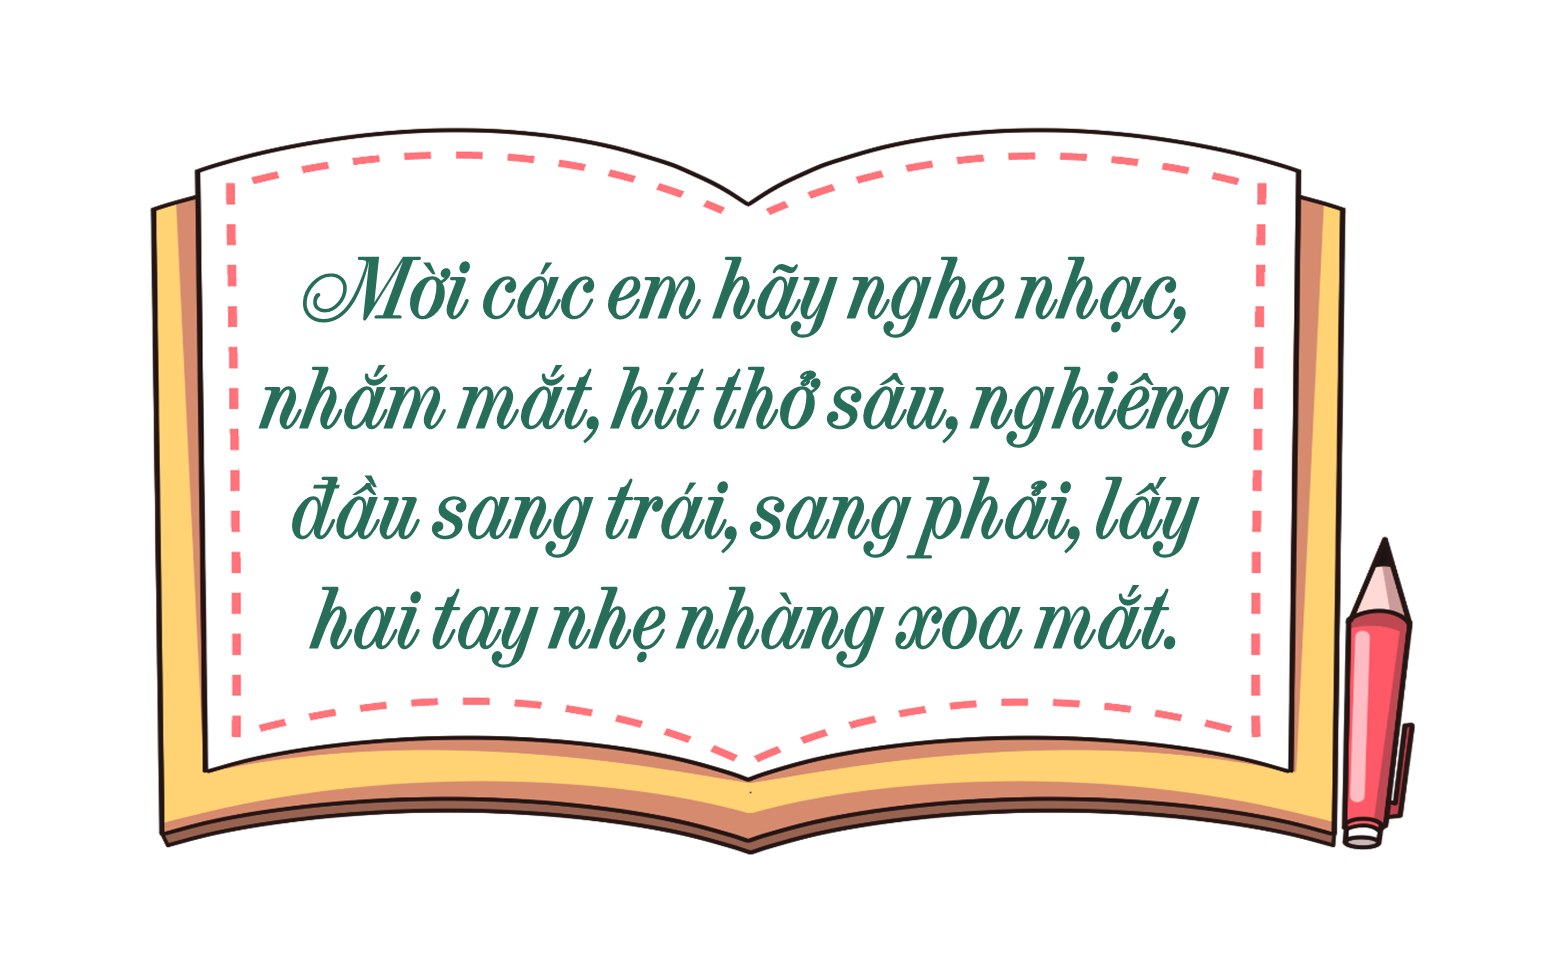 Mời các em hãy nghe nhạc,
nhắm mắt, hít thở sâu, nghiêng
đầu sang trái, sang phải, lấy
hai tay nhẹ nhàng xoa mắt.